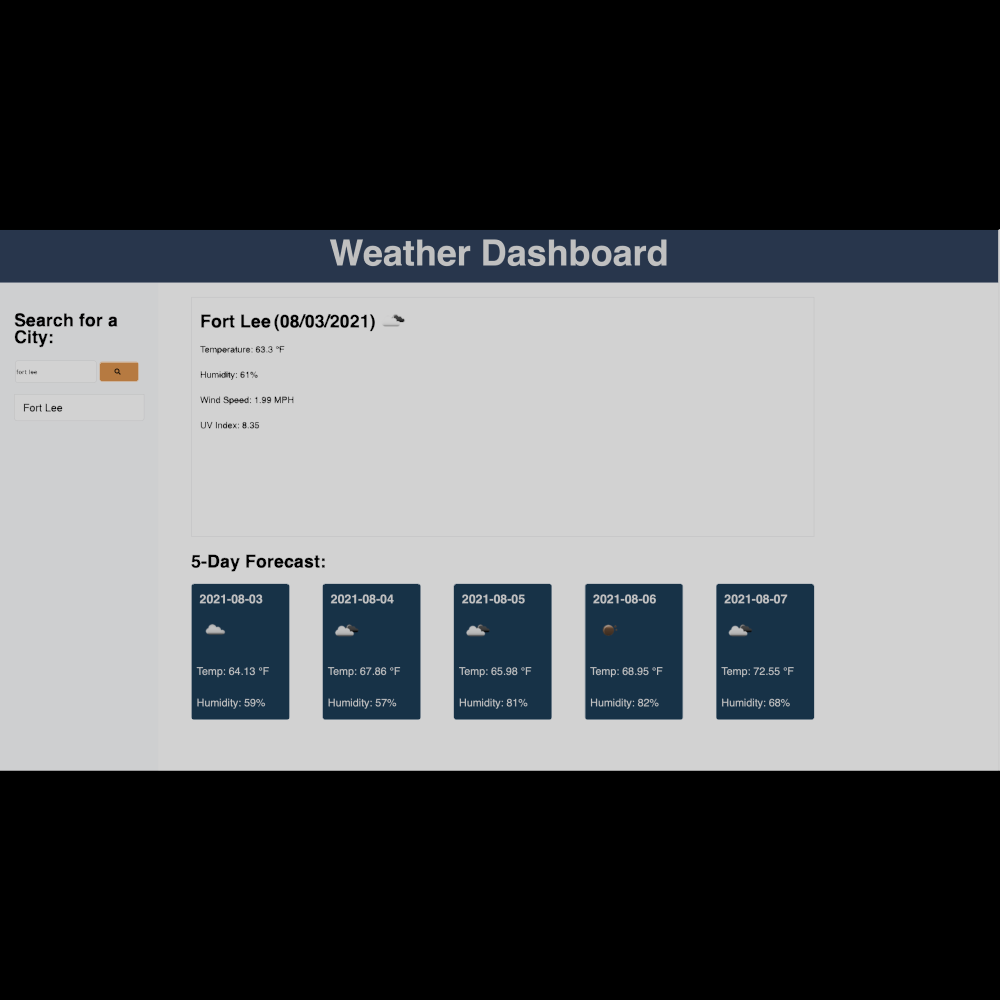 Weather Dashboard
Search for a
City:
fort lee
Fort Lee
Fort Lee (08/03/2021)
Temperature: 63.3 °F
Humidity: 61%
Wind Speed: 1.99 MPH
UV Index: 8.35
5-Day Forecast:
2021-08-03
Temp: 64.13 °F
Humidity: 59%
2021-08-04
Temp: 67.86 °F
Humidity: 57%
2021-08-05
Temp: 65.98 °F
Humidity: 81%
2021-08-06
Temp: 68.95 °F
Humidity: 82%
2021-08-07
Temp: 72.55 °F
Humidity: 68%